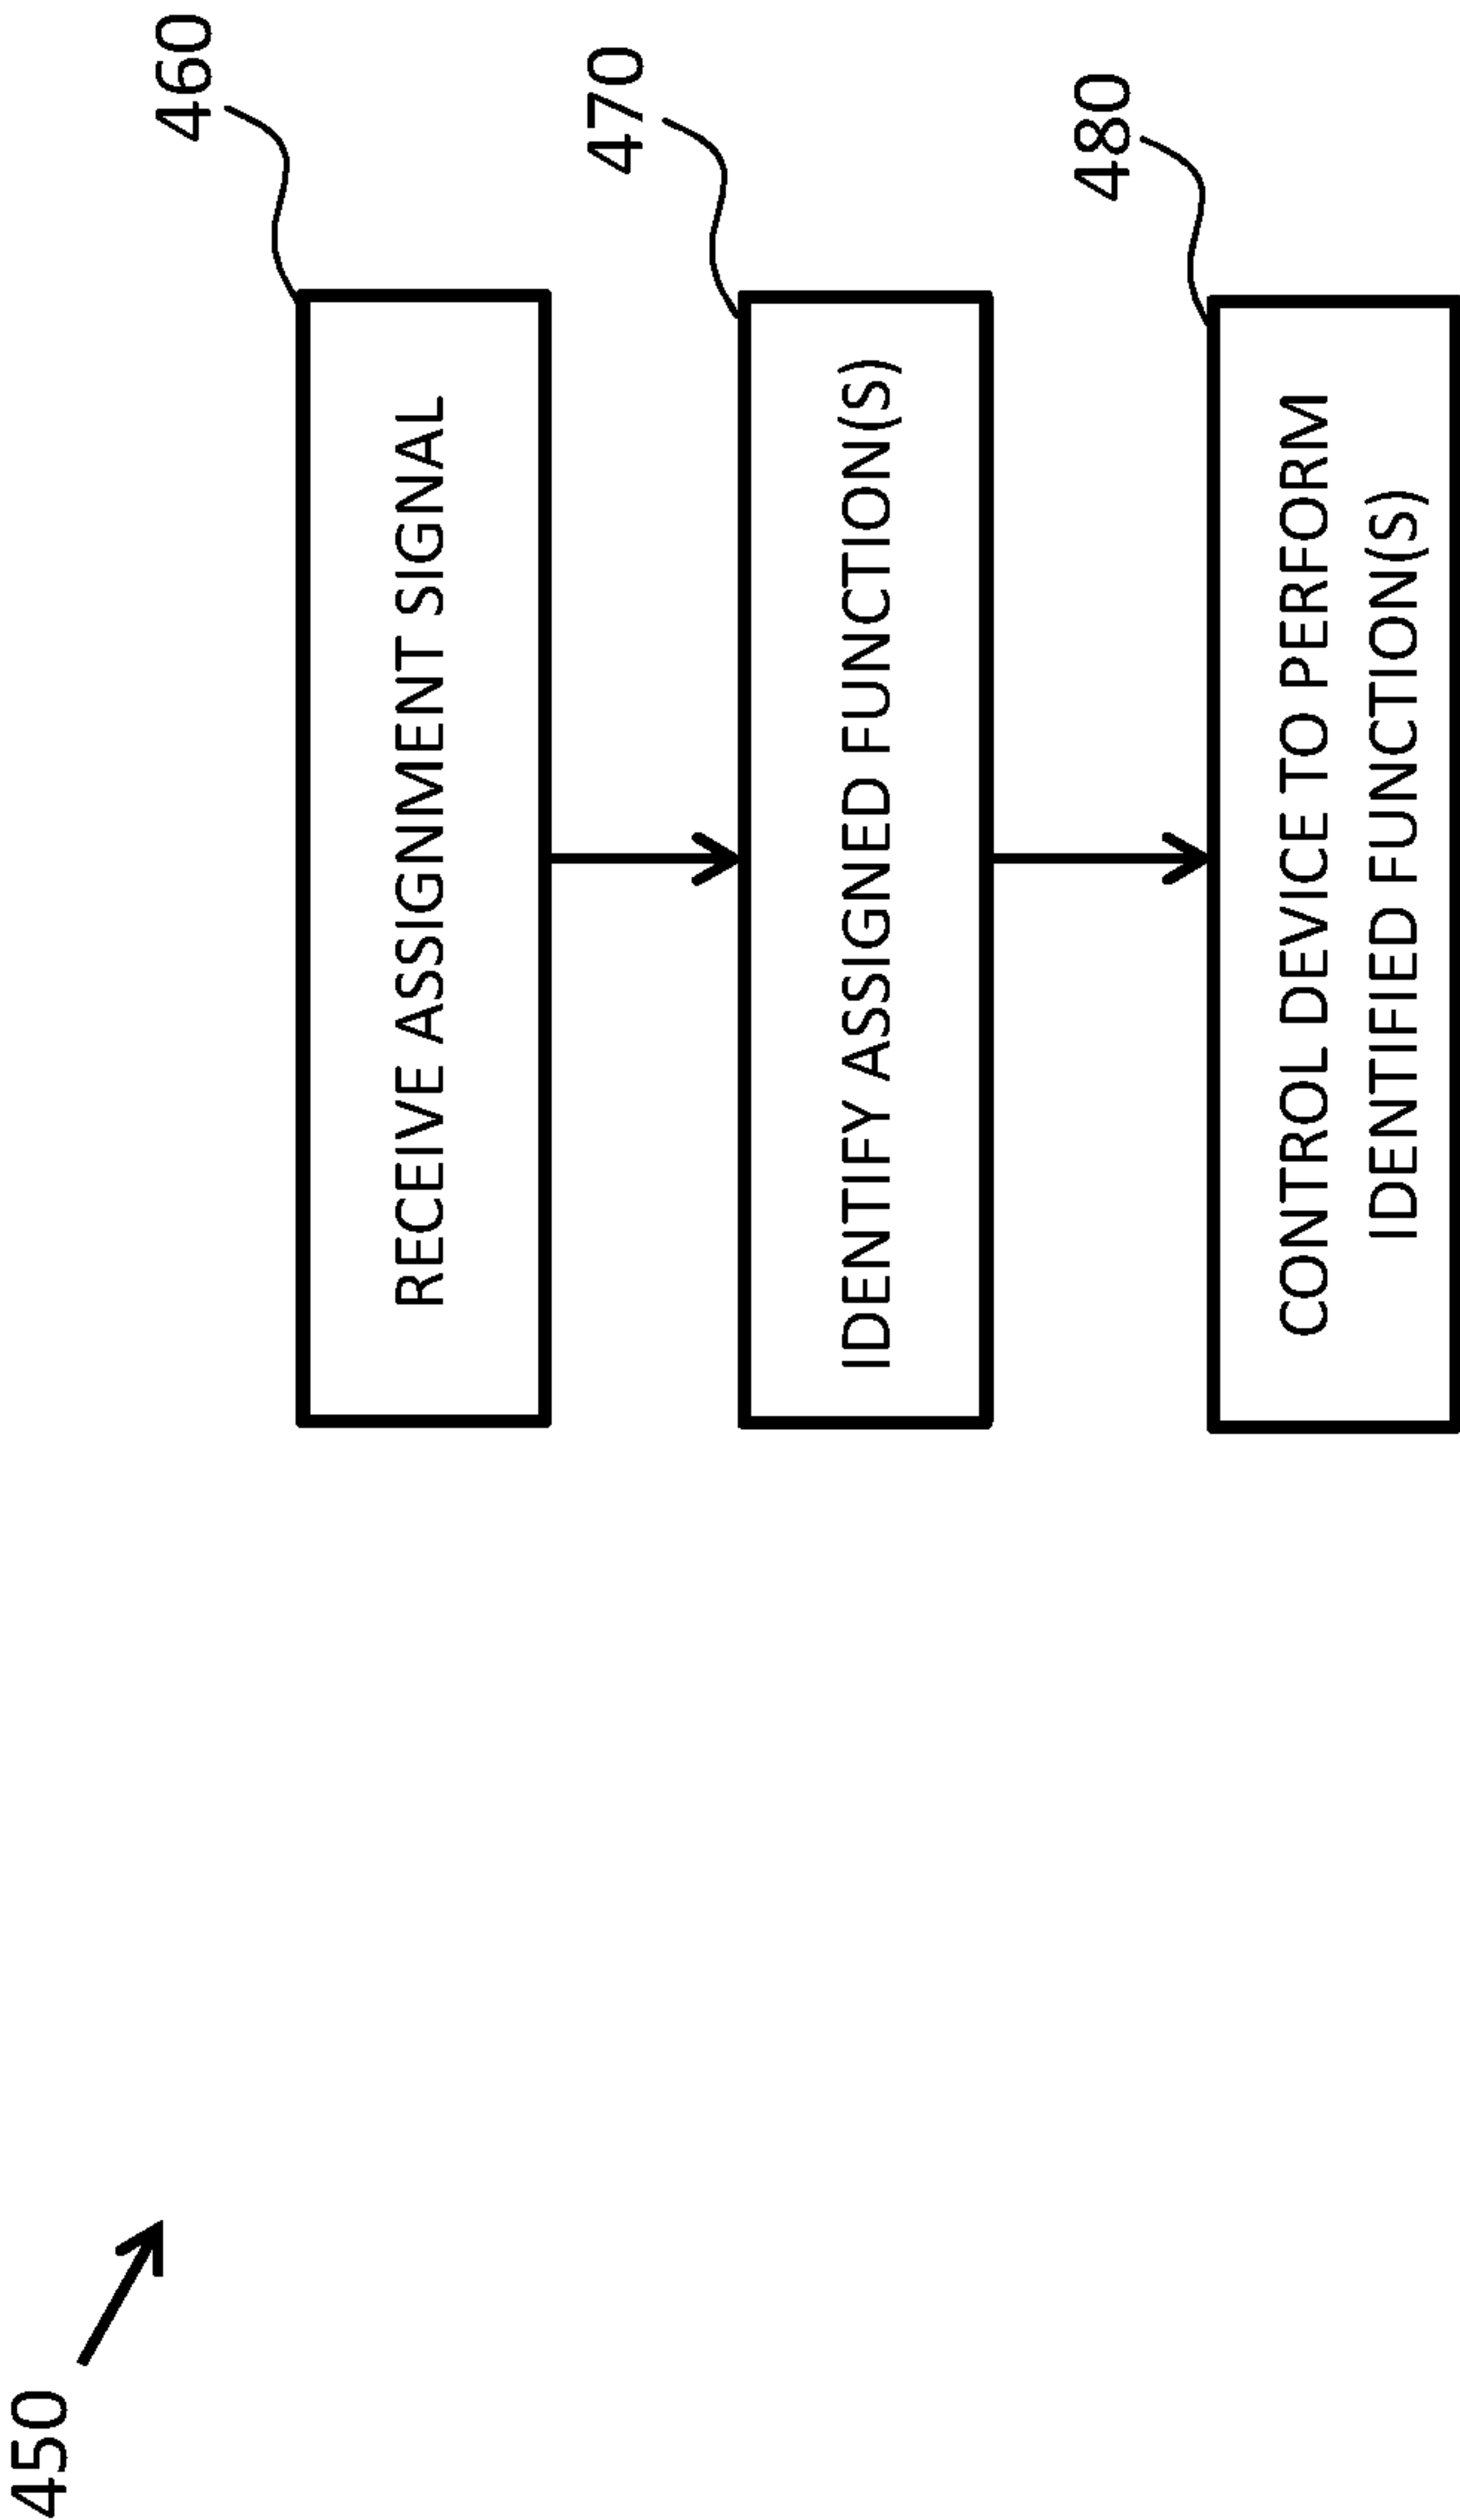 450
460
RECEIVE ASSIGNMENT SIGNAL
470
IDENTIFY ASSIGNED FUNCTION(S)
480
CONTROL DEVICE TO PERFORM
IDENTIFIED FUNCTION(S)